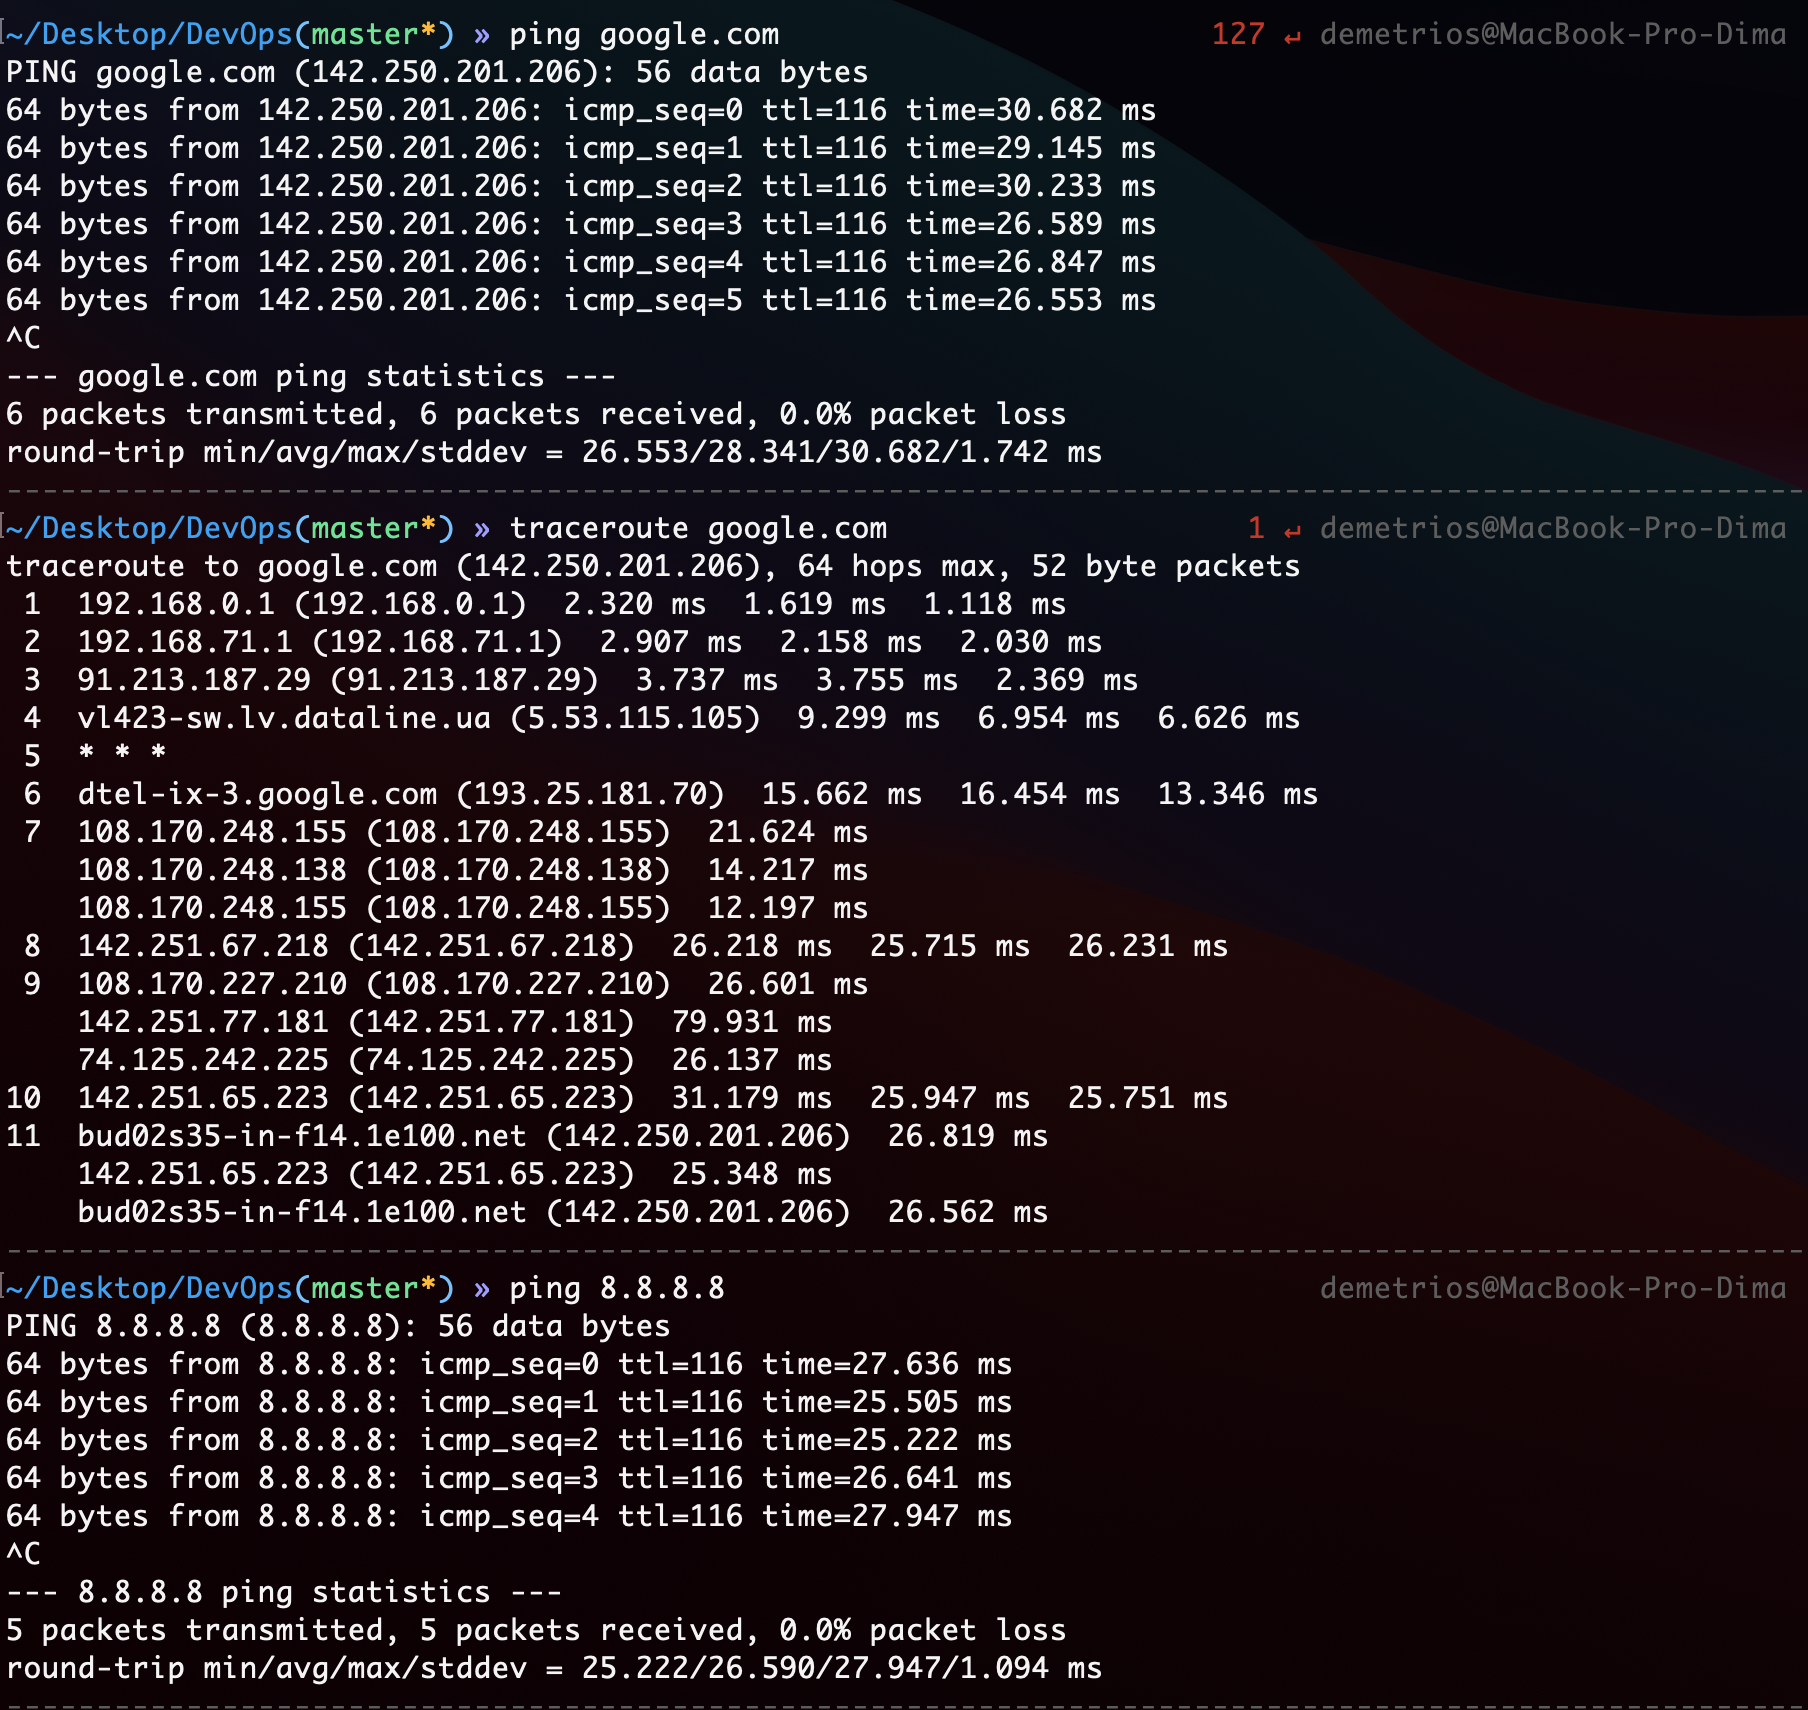 ~/Desktop/DevOps(master*) » ping google.com 127 ↵ demetrios@MacBook-Pro-Dima
PING google.com (142.250.201.206): 56 data bytes
64 bytes from 142.250.201.206: icmp_seq=0 ttl=116 time=30.682 ms
64 bytes from 142.250.201.206: icmp_seq=1 ttl=116 time=29.145 ms
64 bytes from 142.250.201.206: icmp_seq=2 ttl=116 time=30.233 ms
64 bytes from 142.250.201.206: icmp_seq=3 ttl=116 time=26.589 ms
64 bytes from 142.250.201.206: icmp_seq=4 ttl=116 time=26.847 ms
64 bytes from 142.250.201.206: icmp_seq=5 ttl=116 time=26.553 ms
^C
--- google.com ping statistics ---
6 packets transmitted, 6 packets received, 0.0% packet loss
round-trip min/avg/max/stddev = 26.553/28.341/30.682/1.742 ms
~/Desktop/DevOps(master*) » traceroute google.com 1 ↵ demetrios@MacBook-Pro-Dima
traceroute to google.com (142.250.201.206), 64 hops max, 52 byte packets
1 192.168.0.1 (192.168.0.1) 2.320 ms 1.619 ms 1.118 ms
2 192.168.71.1 (192.168.71.1) 2.907 ms 2.158 ms 2.030 ms
3 91.213.187.29 (91.213.187.29) 3.737 ms 3.755 ms 2.369 ms
4 vl423-sw.lv.dataline.ua (5.53.115.105) 9.299 ms 6.954 ms 6.626 ms
5 * * *
6 dtel-ix-3.google.com (193.25.181.70) 15.662 ms 16.454 ms 13.346 ms
7 108.170.248.155 (108.170.248.155) 21.624 ms
108.170.248.138 (108.170.248.138) 14.217 ms
108.170.248.155 (108.170.248.155) 12.197 ms
8 142.251.67.218 (142.251.67.218) 26.218 ms 25.715 ms 26.231 ms
9 108.170.227.210 (108.170.227.210) 26.601 ms
142.251.77.181 (142.251.77.181) 79.931 ms
74.125.242.225 (74.125.242.225) 26.137 ms
10 142.251.65.223 (142.251.65.223) 31.179 ms 25.947 ms 25.751 ms
11 bud02s35-in-f14.1e100.net (142.250.201.206) 26.819 ms
142.251.65.223 (142.251.65.223) 25.348 ms
bud02s35-in-f14.1e100.net (142.250.201.206) 26.562 ms
~/Desktop/DevOps(master*) » ping 8.8.8.8 demetrios@MacBook-Pro-Dima
PING 8.8.8.8 (8.8.8.8): 56 data bytes
64 bytes from 8.8.8.8: icmp_seq=0 ttl=116 time=27.636 ms
64 bytes from 8.8.8.8: icmp_seq=1 ttl=116 time=25.505 ms
64 bytes from 8.8.8.8: icmp_seq=2 ttl=116 time=25.222 ms
64 bytes from 8.8.8.8: icmp_seq=3 ttl=116 time=26.641 ms
64 bytes from 8.8.8.8: icmp_seq=4 ttl=116 time=27.947 ms
^C
--- 8.8.8.8 ping statistics ---
5 packets transmitted, 5 packets received, 0.0% packet loss
round-trip min/avg/max/stddev = 25.222/26.590/27.947/1.094 ms